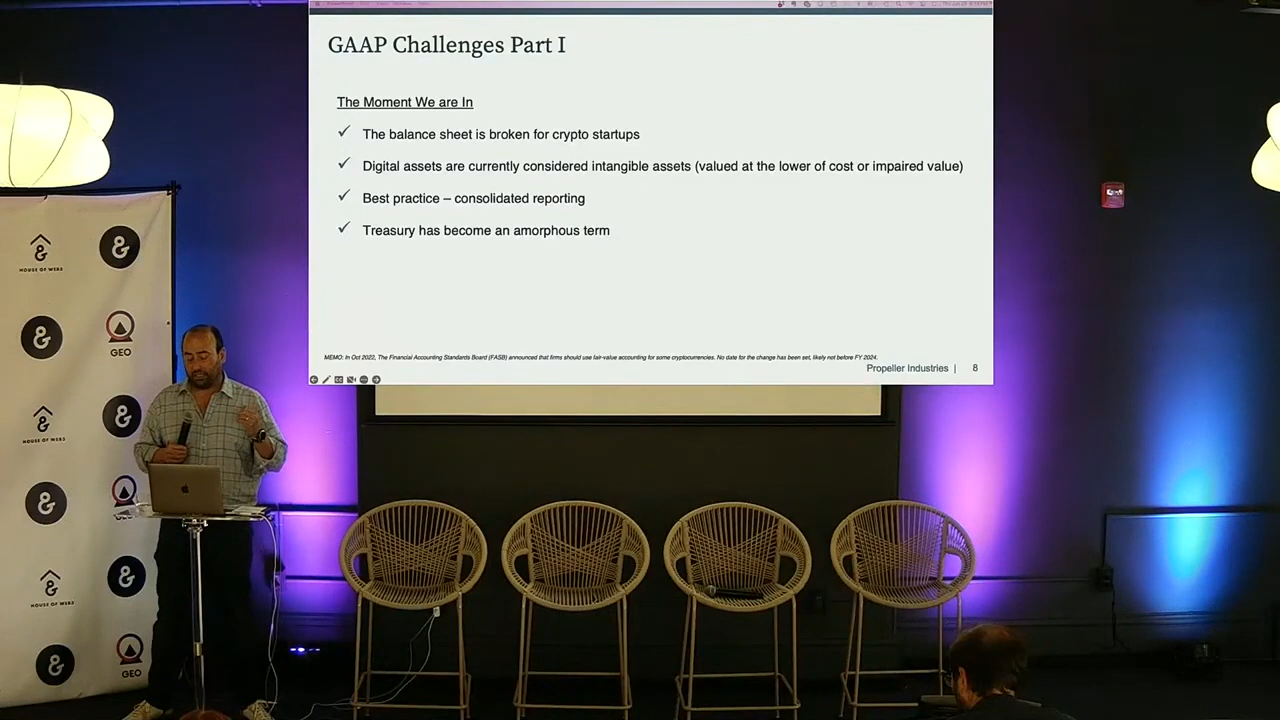 GAAP Challenges Part I
The Moment We are In
✓ The balance sheet is broken for crypto startups
✓ Digital assets are currently considered intangible assets (valued at the lower of cost or impaired value)
✓ Best practice – consolidated reporting
✓ Treasury has become an amorphous term
MEMO: In Oct 2022, The Financial Accounting Standards Board (FASB) announced that firms should use fair-value accounting for some cryptocurrencies. No date for the change has been set, likely not before FY 2024.
Propeller Industries | 8
&
HOUSE OF WEB3
&
&
GEO
&
HOUSE OF WEB3
&
&
GEO
&
HOUSE OF WEB3
&
&
GEO